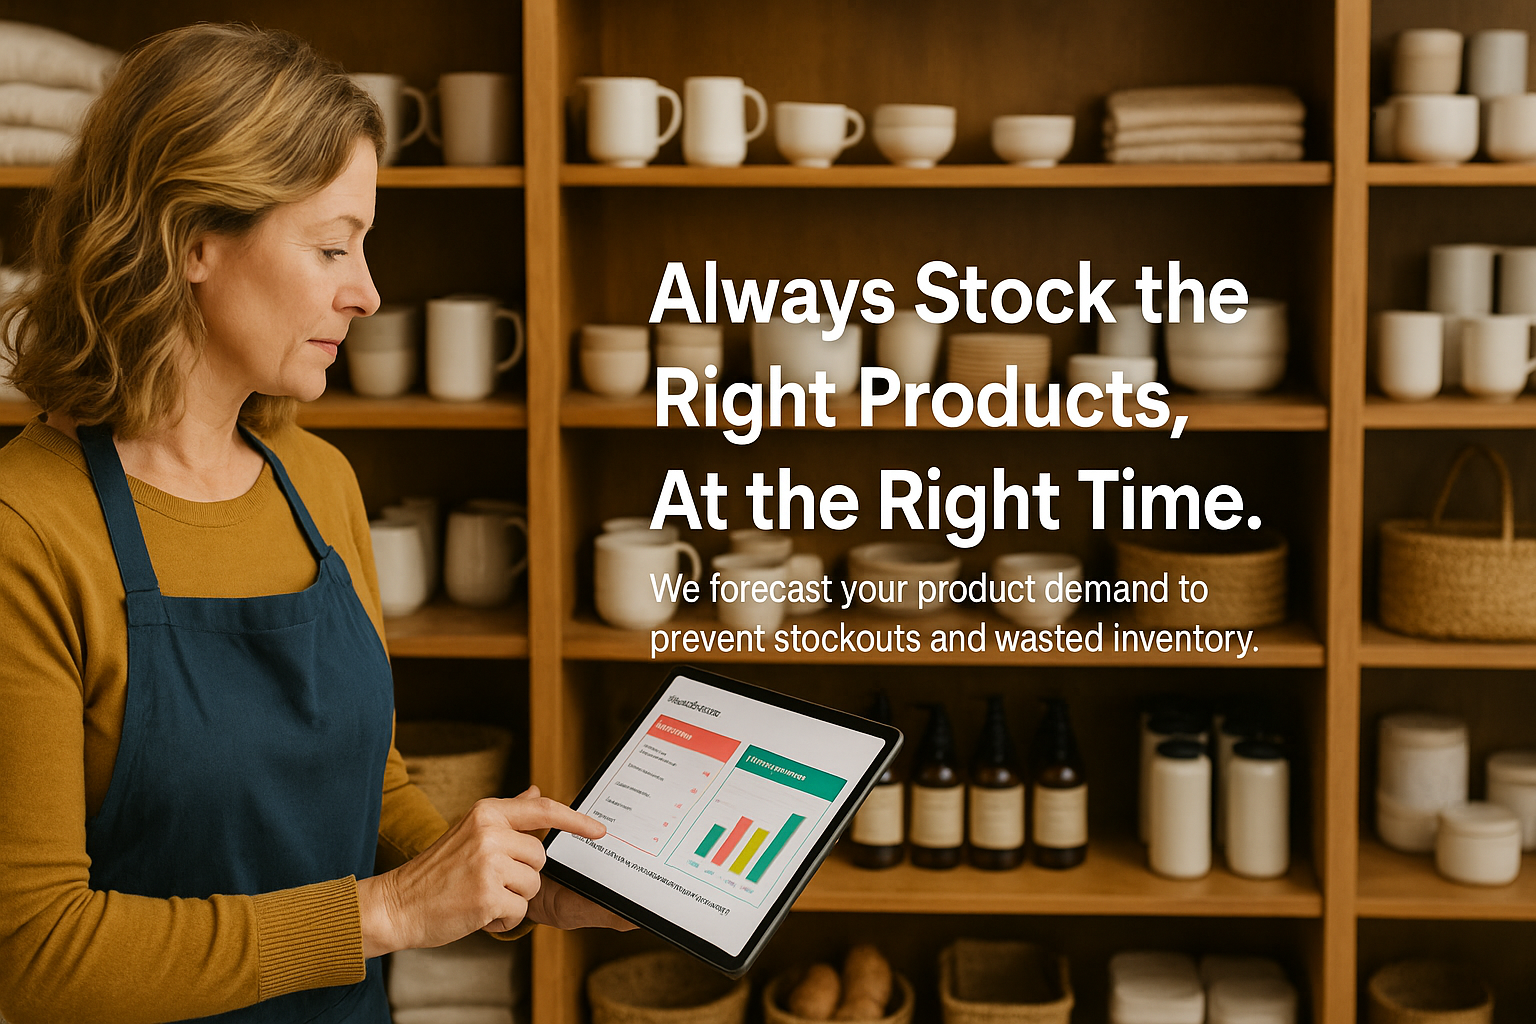 Always Stock the
Right Products,
At the Right Time.
We forecast your product demand to
prevent stockouts and wasted inventory.